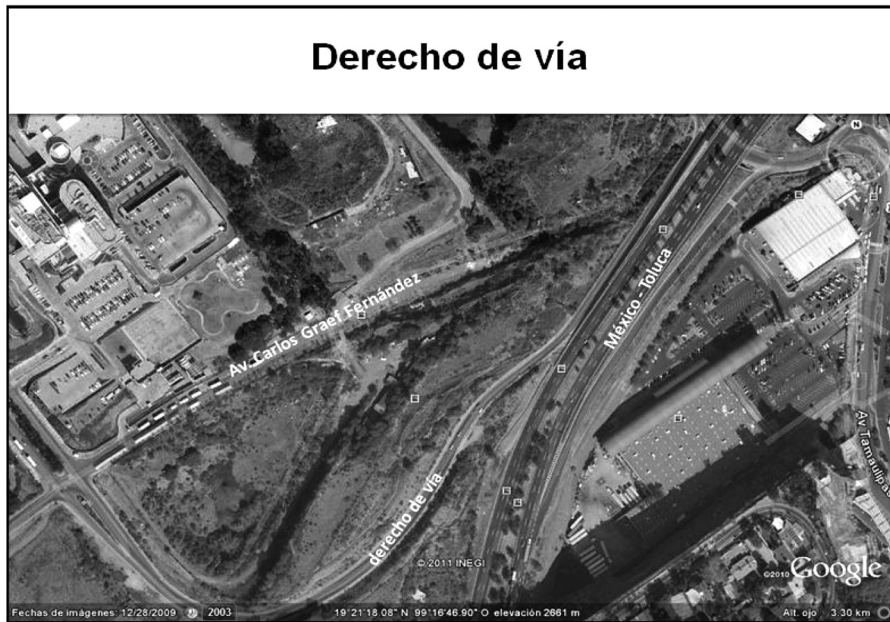 Derecho de vía
N
Av. Carlos Graef Fernández
México - Toluca
Av Tamaulipas
derecho de vía
© 2011 INEGI
©2010 Google
Fechas de imágenes: 12/28/2009 2003 19°21'18.08" N 99°16'46.90" O elevación 2661 m Alt. ojo 3.30 km